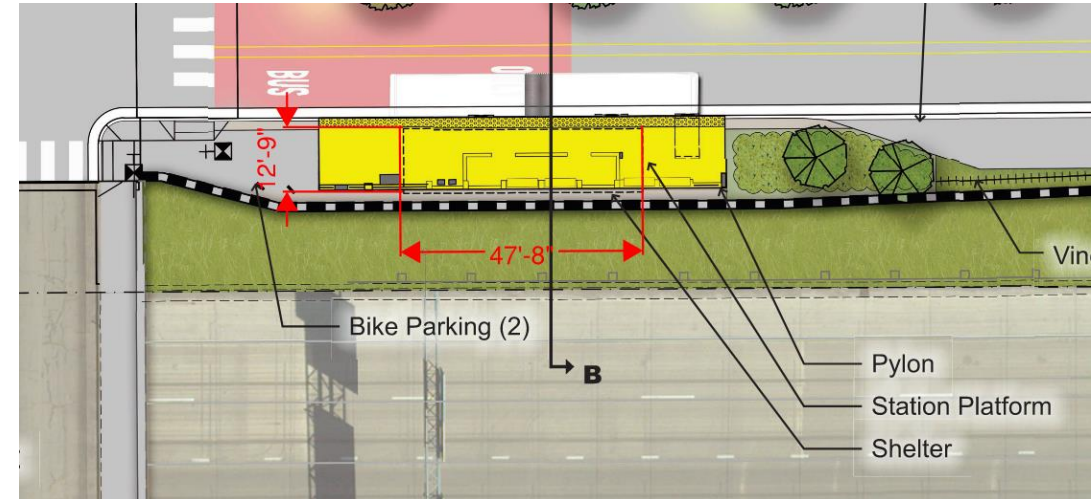 BUS
12'-9"
47'-8"
Bike Parking (2)
B
Pylon
Station Platform
Shelter